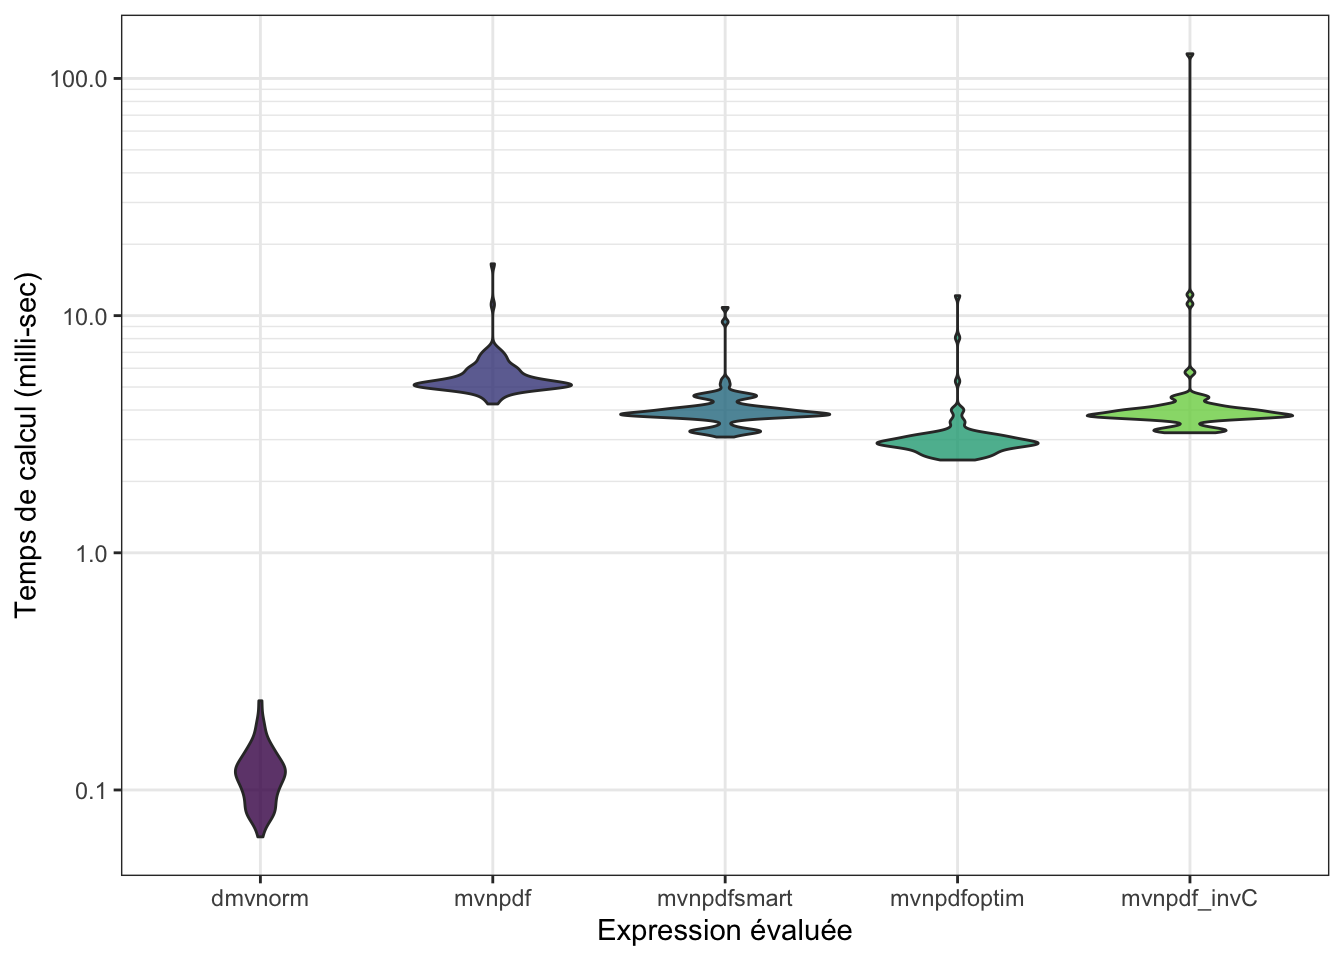 100.0
10.0
1.0
0.1
Temps de calcul (milli-sec)
dmvnorm
mvnpdf
mvnpdfsmart
mvnpdfoptim
mvnpdf_invC
Expression évaluée